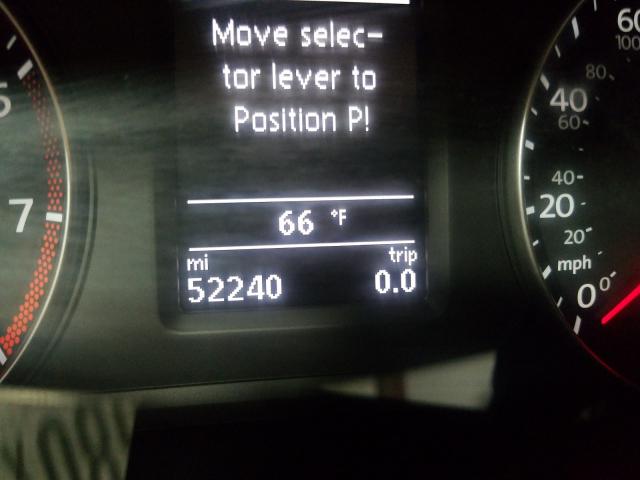 Move selec-
tor lever to
Position P!
66 °F
mi trip
52240 0.0
7
60
100
80
40
60
40
20
20
mph
0 0